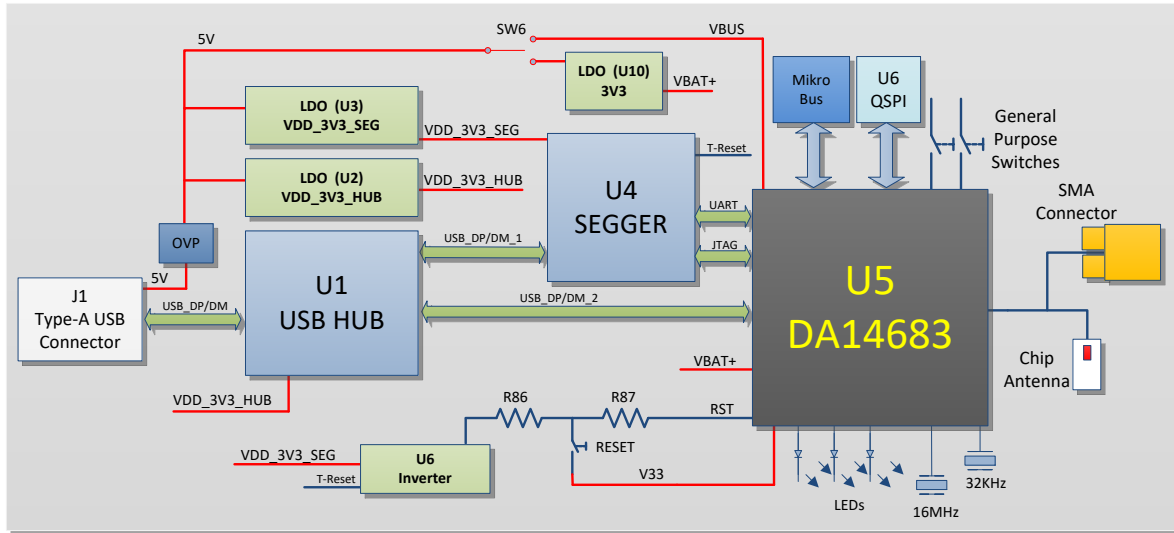 5V
SW6
VBUS
LDO (U10)
3V3
VBAT+
Mikro
Bus
U6
QSPI
General
Purpose
Switches
LDO (U3)
VDD_3V3_SEG
VDD_3V3_SEG
T-Reset
LDO (U2)
VDD_3V3_HUB
VDD_3V3_HUB
U4
SEGGER
UART
JTAG
SMA
Connector
OVP
5V
USB_DP/DM_1
J1
Type-A USB
Connector
USB_DP/DM
U1
USB HUB
USB_DP/DM_2
U5
DA14683
VBAT+
Chip
Antenna
VDD_3V3_HUB
R86
R87
RST
RESET
VDD_3V3_SEG
T-Reset
U6
Inverter
V33
LEDs
16MHz
32KHz